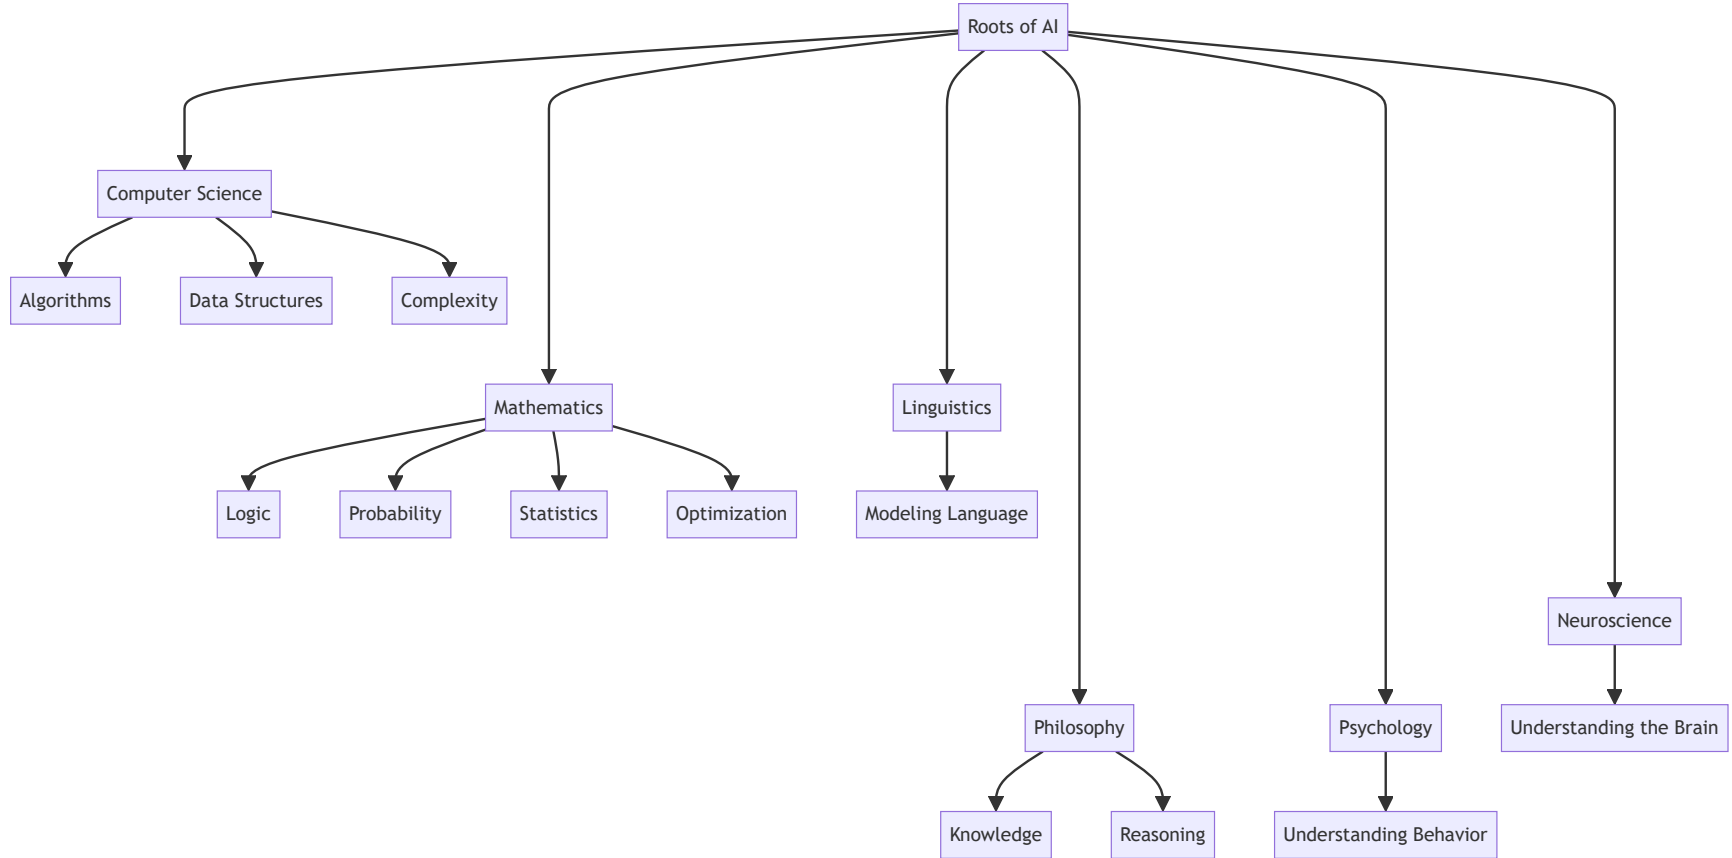 Roots of AI
Computer Science
Algorithms
Data Structures
Complexity
Mathematics
Linguistics
Logic
Probability
Statistics
Optimization
Modeling Language
Neuroscience
Philosophy
Psychology
Understanding the Brain
Knowledge
Reasoning
Understanding Behavior